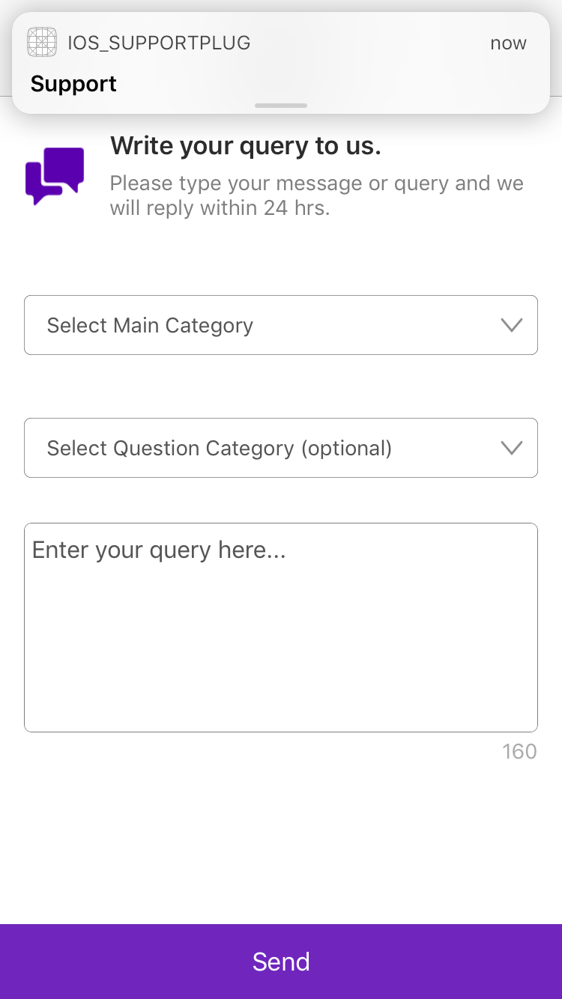 IOS_SUPPORTPLUG now
Support
Write your query to us.
Please type your message or query and we
will reply within 24 hrs.
Select Main Category
Select Question Category (optional)
Enter your query here...
160
Send